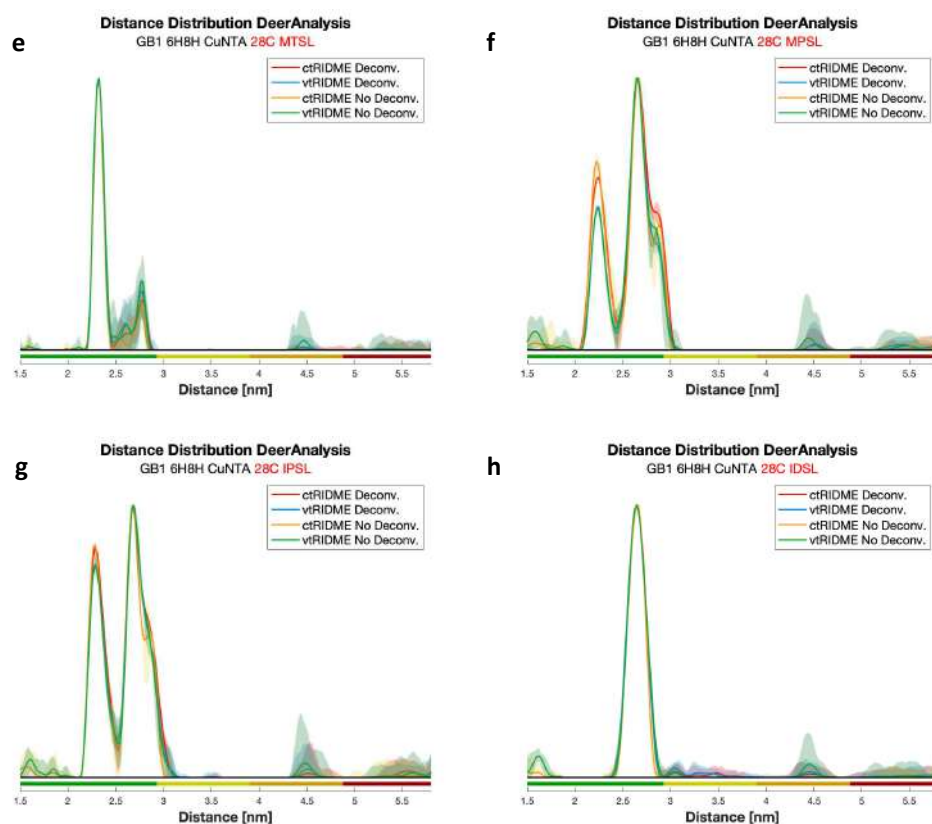 e
Distance Distribution DeerAnalysis
GB1 6H8H CuNTA 28C MTSL
ctRIDME Deconv.
vtRIDME Deconv.
ctRIDME No Deconv.
vtRIDME No Deconv.
1.5 2 2.5 3 3.5 4 4.5 5 5.5
Distance [nm]
f
Distance Distribution DeerAnalysis
GB1 6H8H CuNTA 28C MPSL
ctRIDME Deconv.
vtRIDME Deconv.
ctRIDME No Deconv.
vtRIDME No Deconv.
1.5 2 2.5 3 3.5 4 4.5 5 5.5
Distance [nm]
g
Distance Distribution DeerAnalysis
GB1 6H8H CuNTA 28C IPSL
ctRIDME Deconv.
vtRIDME Deconv.
ctRIDME No Deconv.
vtRIDME No Deconv.
1.5 2 2.5 3 3.5 4 4.5 5 5.5
Distance [nm]
h
Distance Distribution DeerAnalysis
GB1 6H8H CuNTA 28C IDSL
ctRIDME Deconv.
vtRIDME Deconv.
ctRIDME No Deconv.
vtRIDME No Deconv.
1.5 2 2.5 3 3.5 4 4.5 5 5.5
Distance [nm]